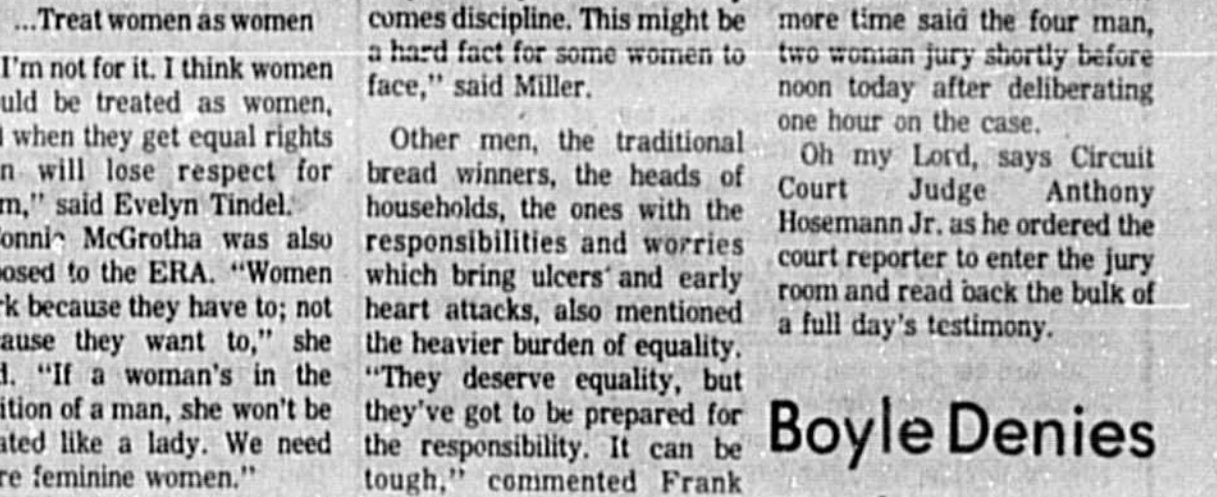 ...Treat women as women
I'm not for it. I think women
uld be treated as women,
when they get equal rights
n will lose respect for
m," said Evelyn Tindel.
onnie McGrotha was also
posed to the ERA. "Women
rk because they have to; not
ause they want to," she
d. "If a woman's in the
ition of a man, she won't be
ated like a lady. We need
re feminine women."
comes discipline. This might be
a hard fact for some women to
face," said Miller.
Other men, the traditional
bread winners, the heads of
households, the ones with the
responsibilities and worries
which bring ulcers and early
heart attacks, also mentioned
the heavier burden of equality.
"They deserve equality, but
they've got to be prepared for
the responsibility. It can be
tough," commented Frank
more time said the four man,
two woman jury shortly before
noon today after deliberating
one hour on the case.
Oh my Lord, says Circuit
Court Judge Anthony
Hosemann Jr. as he ordered the
court reporter to enter the jury
room and read back the bulk of
a full day's testimony.
Boyle Denies